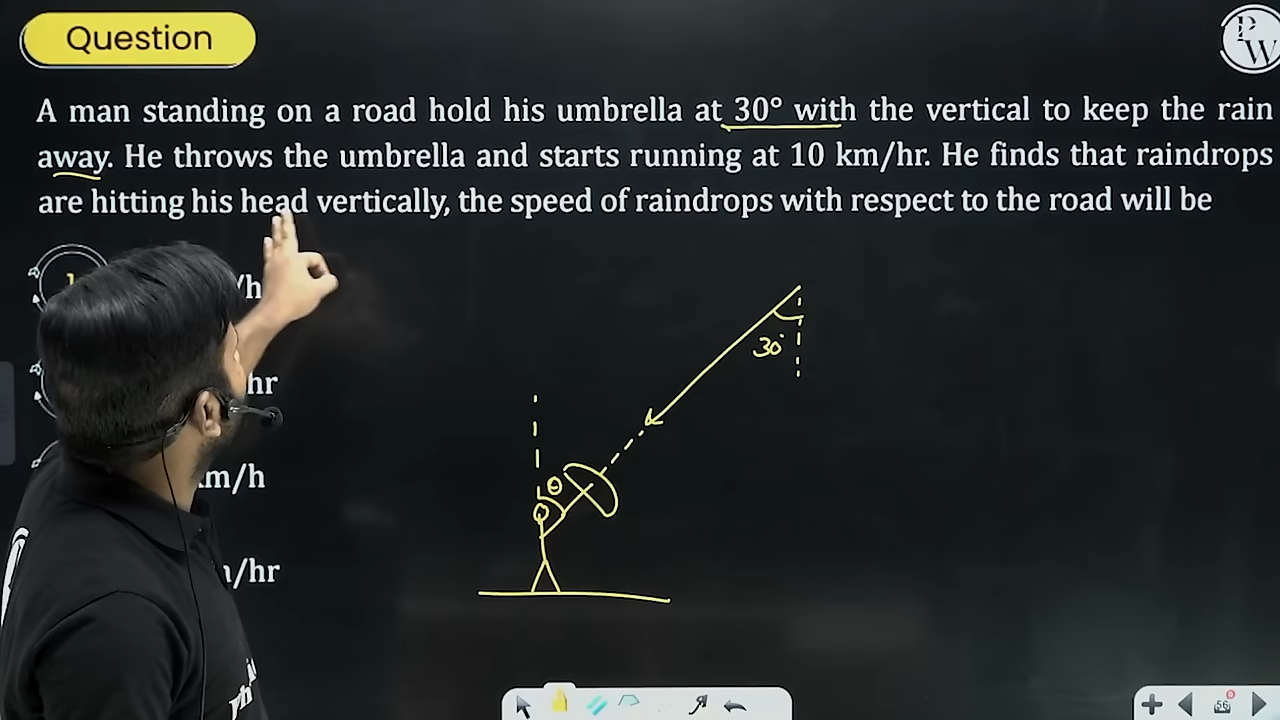 Question
P
W
A man standing on a road hold his umbrella at 30° with the vertical to keep the rain
away. He throws the umbrella and starts running at 10 km/hr. He finds that raindrops
are hitting his head vertically, the speed of raindrops with respect to the road will be
/h
hr
km/h
/hr
30°
θ
56